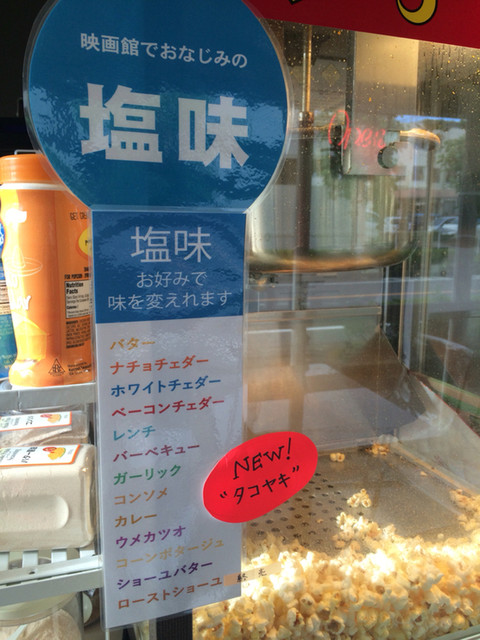 映画館でおなじみの
塩味
塩味
お好みで
味を変えれます
バター
ナチョチェダー
ホワイトチェダー
ベーコンチェダー
レンチ
バーベキュー
ガーリック
コンソメ
カレー
ウメカツオ
コーンポタージュ
ショーユバター
ローストショーユ
NEW!
"タコヤキ"
Nutrition
Facts